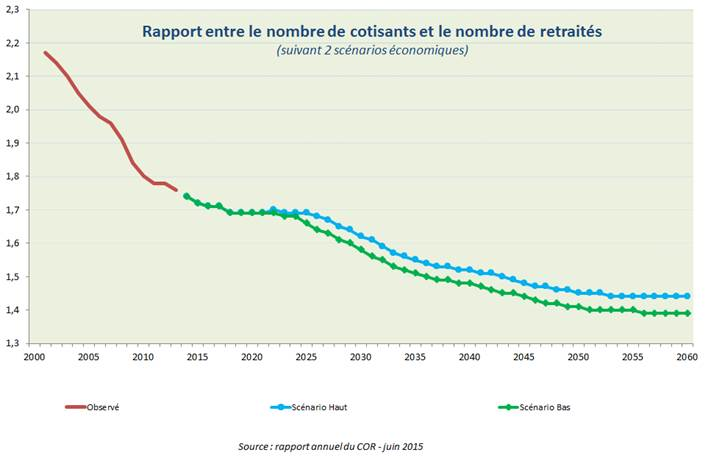 Rapport entre le nombre de cotisants et le nombre de retraités
(suivant 2 scénarios économiques)
2,3
2,2
2,1
2,0
1,9
1,8
1,7
1,6
1,5
1,4
1,3
2000 2005 2010 2015 2020 2025 2030 2035 2040 2045 2050 2055 2060
Observé Scénario Haut Scénario Bas
Source : rapport annuel du COR - juin 2015